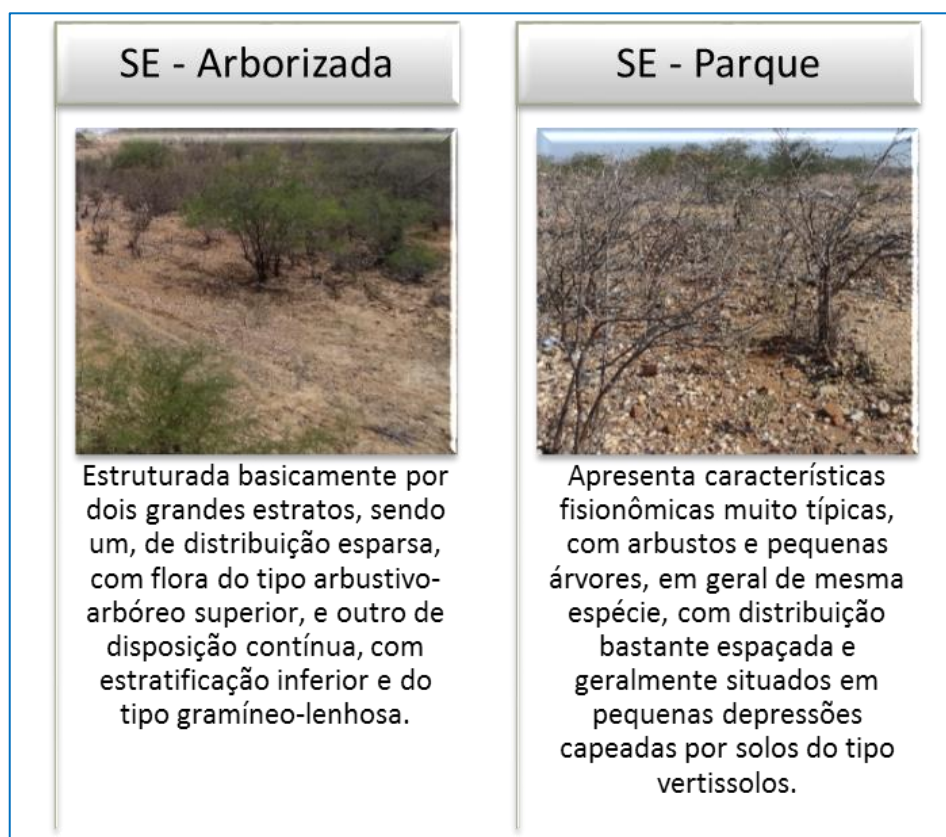 SE - Arborizada
Estruturada basicamente por
dois grandes estratos, sendo
um, de distribuição esparsa,
com flora do tipo arbustivo-
arbóreo superior, e outro de
disposição contínua, com
estratificação inferior e do
tipo gramíneo-lenhosa.
SE - Parque
Apresenta características
fisionômicas muito típicas,
com arbustos e pequenas
árvores, em geral de mesma
espécie, com distribuição
bastante espaçada e
geralmente situados em
pequenas depressões
capeadas por solos do tipo
vertissolos.